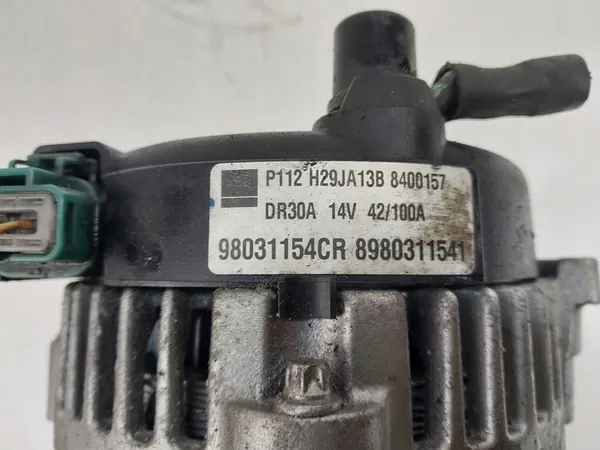 P112 H29JA13B 8400157
DR30A 14V 42/100A
98031154CR 8980311541